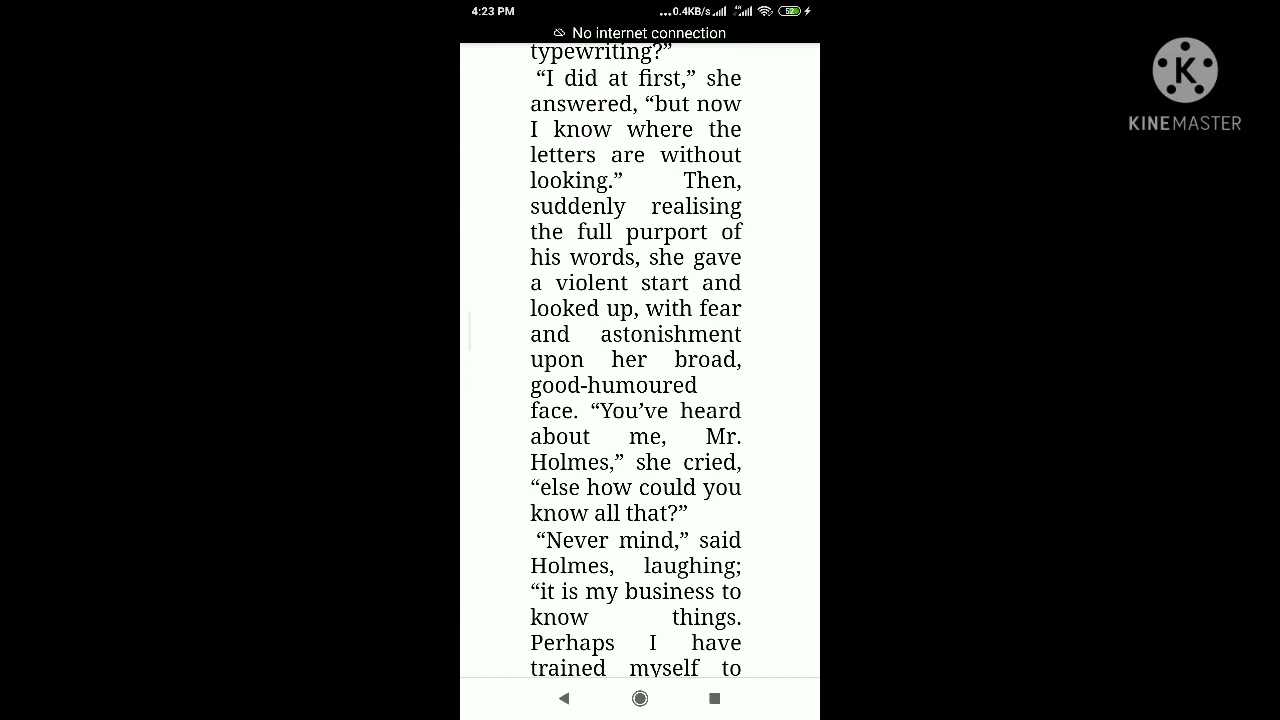 4:23 PM
...0.4KB/s
4G
52
No internet connection
K
KINEMASTER
typewriting?”
“I did at first,” she
answered, “but now
I know where the
letters are without
looking.” Then,
suddenly realising
the full purport of
his words, she gave
a violent start and
looked up, with fear
and astonishment
upon her broad,
good-humoured
face. “You’ve heard
about me, Mr.
Holmes,” she cried,
“else how could you
know all that?”
“Never mind,” said
Holmes, laughing;
“it is my business to
know things.
Perhaps I have
trained myself to